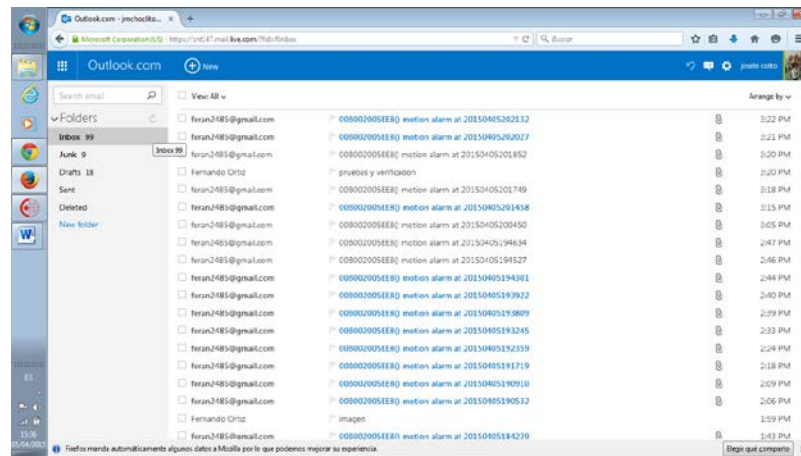 Outlook.com - jmchoclito...
Microsoft Corporation (US)
Buscar
Outlook.com
New
josele cotto
Search email
View: All
Arrange by
Folders
Inbox 99
Inbox 99
Junk 9
Drafts 18
Sent
Deleted
New folder
feran2485@gmail.com 008002005EE8() motion alarm at 20150405202132 3:22 PM
feran2485@gmail.com 008002005EE8() motion alarm at 20150405202027 3:21 PM
feran2485@gmail.com 008002005EE8() motion alarm at 20150405201852 3:20 PM
Fernando Ortiz pruebas y verificacion 3:20 PM
feran2485@gmail.com 008002005EE8() motion alarm at 20150405201749 3:18 PM
feran2485@gmail.com 008002005EE8() motion alarm at 20150405201458 3:15 PM
feran2485@gmail.com 008002005EE8() motion alarm at 20150405200450 3:05 PM
feran2485@gmail.com 008002005EE8() motion alarm at 20150405194634 2:47 PM
feran2485@gmail.com 008002005EE8() motion alarm at 20150405194527 2:46 PM
feran2485@gmail.com 008002005EE8() motion alarm at 20150405194301 2:44 PM
feran2485@gmail.com 008002005EE8() motion alarm at 20150405193922 2:40 PM
feran2485@gmail.com 008002005EE8() motion alarm at 20150405193809 2:39 PM
feran2485@gmail.com 008002005EE8() motion alarm at 20150405193245 2:33 PM
feran2485@gmail.com 008002005EE8() motion alarm at 20150405192359 2:24 PM
feran2485@gmail.com 008002005EE8() motion alarm at 20150405191719 2:18 PM
feran2485@gmail.com 008002005EE8() motion alarm at 20150405190910 2:09 PM
feran2485@gmail.com 008002005EE8() motion alarm at 20150405190532 2:06 PM
Fernando Ortiz imagen 1:59 PM
feran2485@gmail.com 008002005EE8() motion alarm at 20150405184239 1:43 PM
ES
15:36
05/04/2015
Firefox manda automáticamente algunos datos a Mozilla por lo que podemos mejorar su experiencia.
Elegir qué comparto